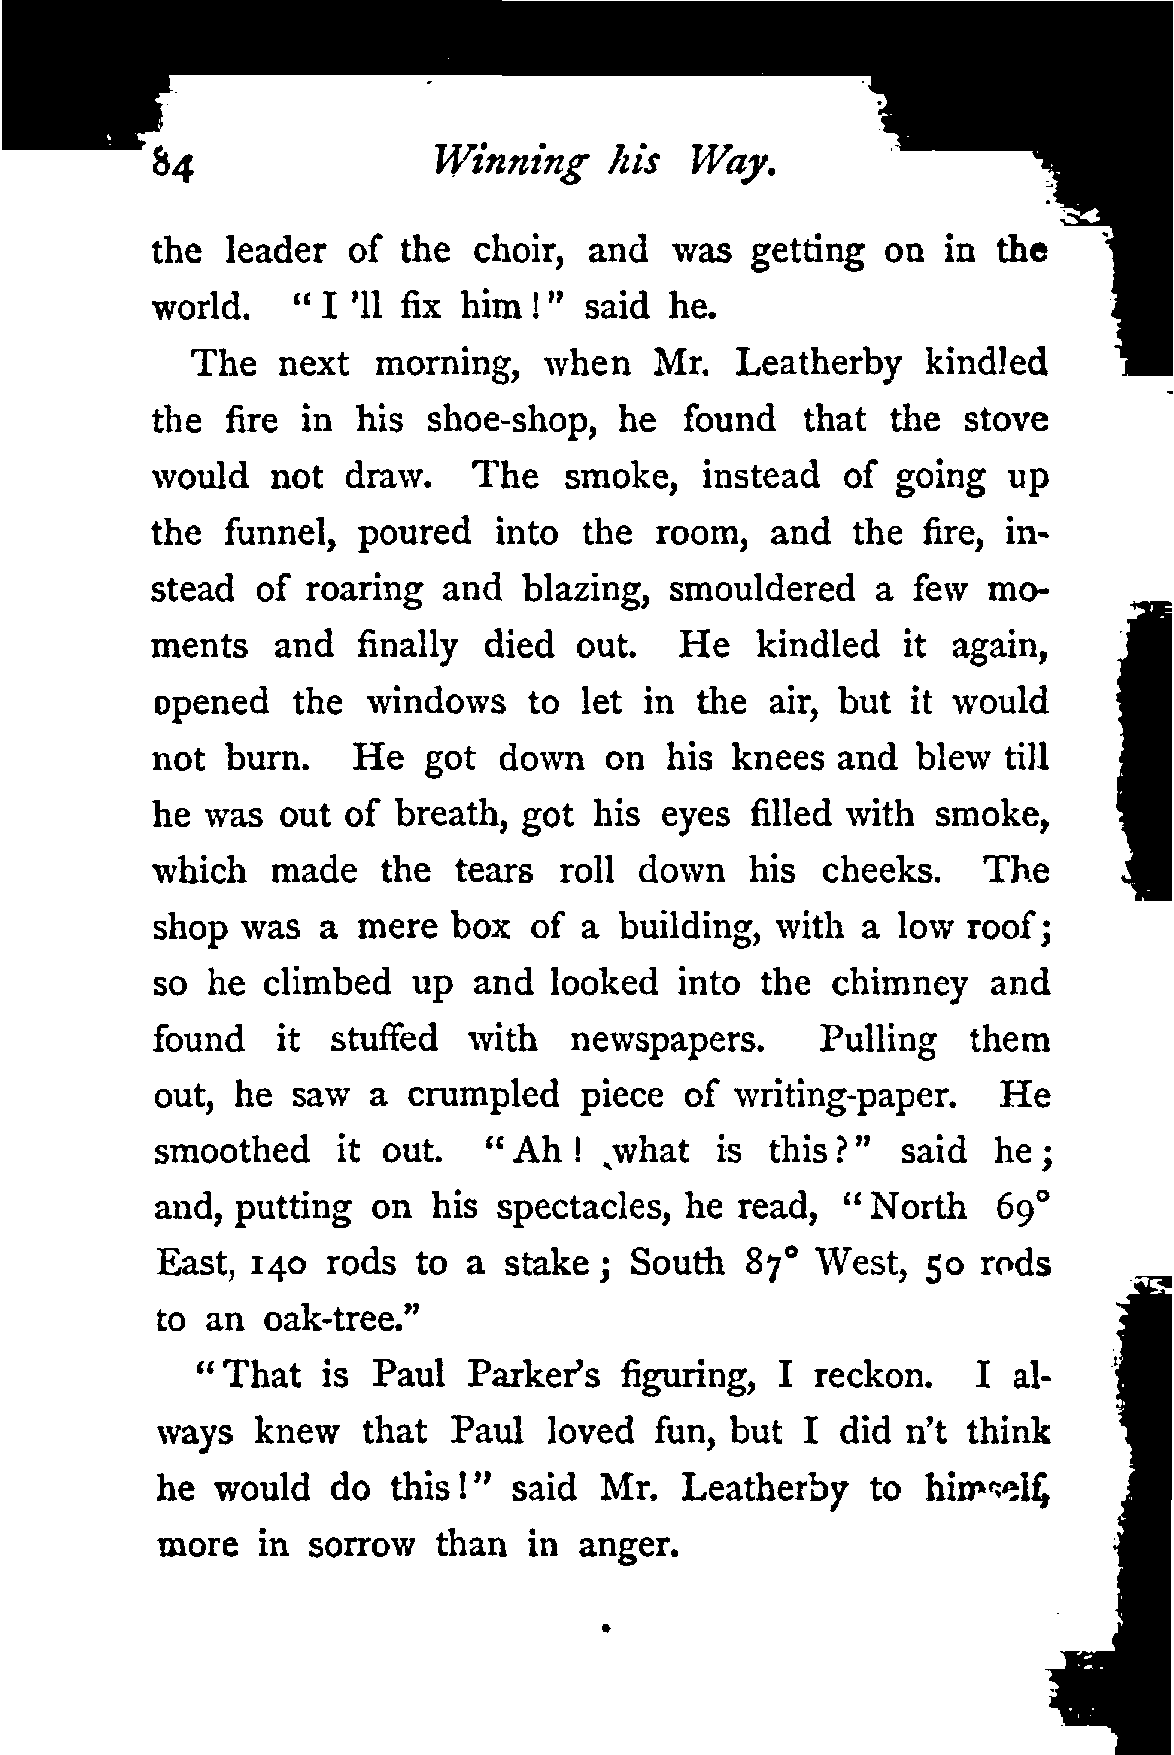 84 Winning his Way.
the leader of the choir, and was getting on in the
world. "I 'll fix him!" said he.
The next morning, when Mr. Leatherby kindled
the fire in his shoe-shop, he found that the stove
would not draw. The smoke, instead of going up
the funnel, poured into the room, and the fire, in-
stead of roaring and blazing, smouldered a few mo-
ments and finally died out. He kindled it again,
opened the windows to let in the air, but it would
not burn. He got down on his knees and blew till
he was out of breath, got his eyes filled with smoke,
which made the tears roll down his cheeks. The
shop was a mere box of a building, with a low roof;
so he climbed up and looked into the chimney and
found it stuffed with newspapers. Pulling them
out, he saw a crumpled piece of writing-paper. He
smoothed it out. "Ah! what is this?" said he;
and, putting on his spectacles, he read, "North 69°
East, 140 rods to a stake; South 87° West, 50 rods
to an oak-tree."
"That is Paul Parker's figuring, I reckon. I al-
ways knew that Paul loved fun, but I did n't think
he would do this!" said Mr. Leatherby to himself,
more in sorrow than in anger.